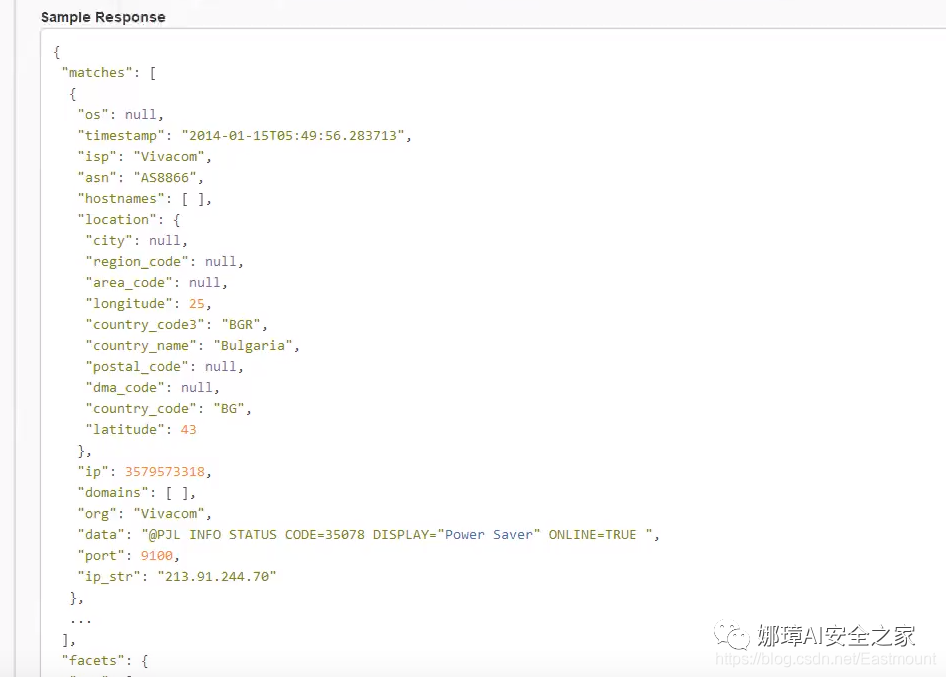 Sample Response
{
"matches": [
{
"os": null,
"timestamp": "2014-01-15T05:49:56.283713",
"isp": "Vivacom",
"asn": "AS8866",
"hostnames": [ ],
"location": {
"city": null,
"region_code": null,
"area_code": null,
"longitude": 25,
"country_code3": "BGR",
"country_name": "Bulgaria",
"postal_code": null,
"dma_code": null,
"country_code": "BG",
"latitude": 43
},
"ip": 3579573318,
"domains": [ ],
"org": "Vivacom",
"data": "@PJL INFO STATUS CODE=35078 DISPLAY="Power Saver" ONLINE=TRUE ",
"port": 9100,
"ip_str": "213.91.244.70"
},
...
],
"facets": {
娜璋AI安全之家
https://blog.csdn.net/Eastmount